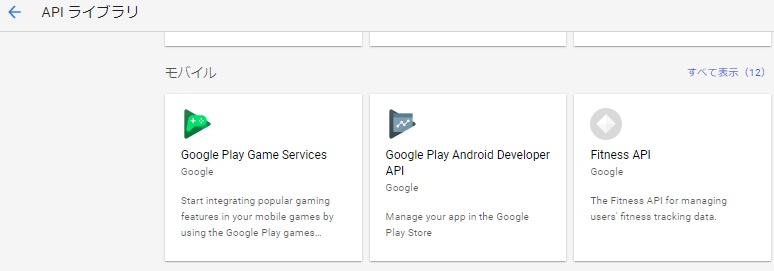 API ライブラリ
モバイル
すべて表示（12）
Google Play Game Services
Google
Start integrating popular gaming
features in your mobile games by
using the Google Play games...
Google Play Android Developer
API
Google
Manage your app in the Google
Play Store
Fitness API
Google
The Fitness API for managing
users' fitness tracking data.